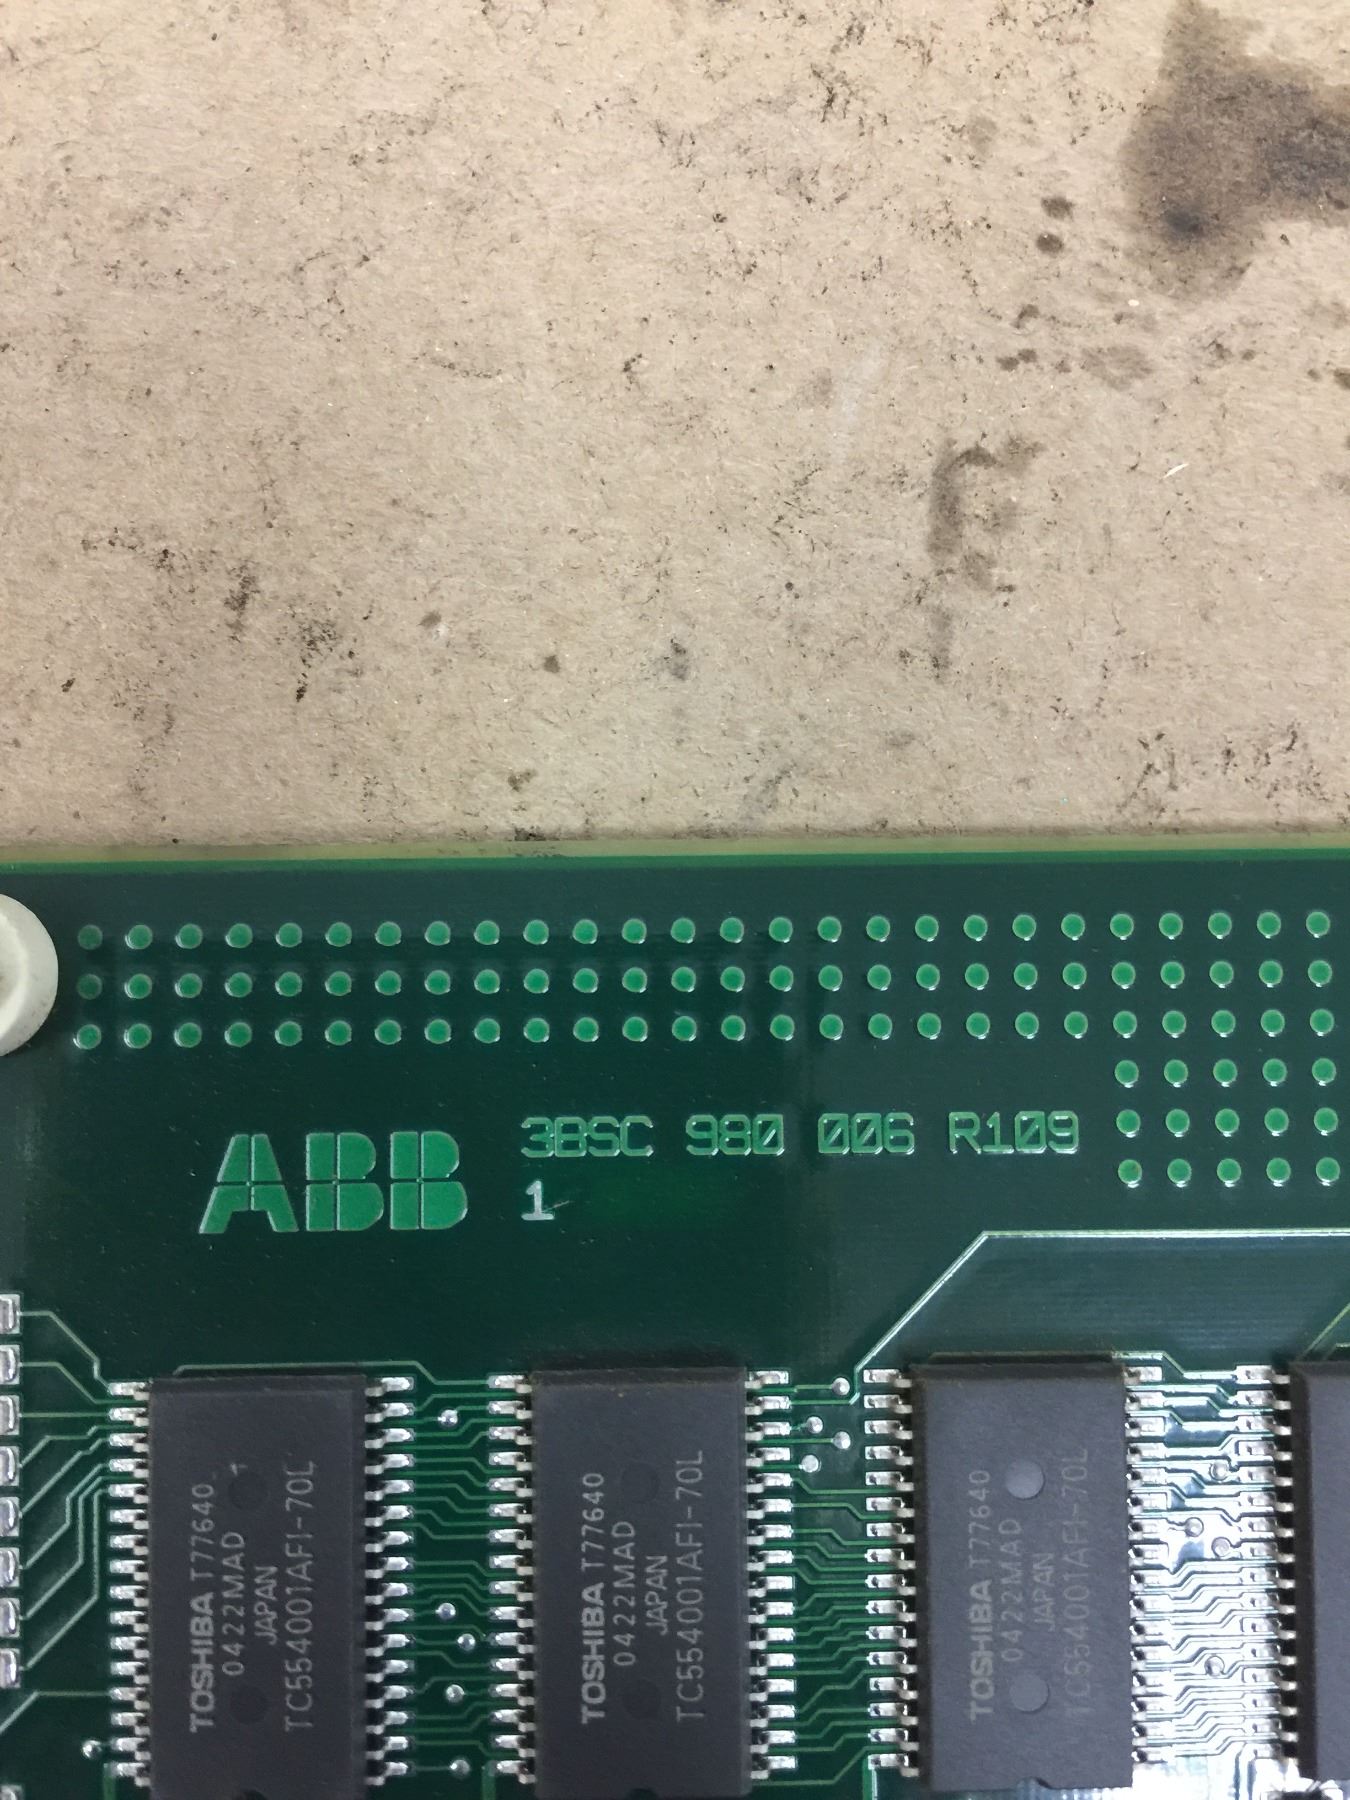 ABB
3BSC 980 006 R109
1
TOSHIBA T77640
0422MAD
JAPAN
TC554001AFI-70L
TOSHIBA T77640
0422MAD
JAPAN
TC554001AFI-70L
TOSHIBA T77640
0422MAD
JAPAN
TC554001AFI-70L